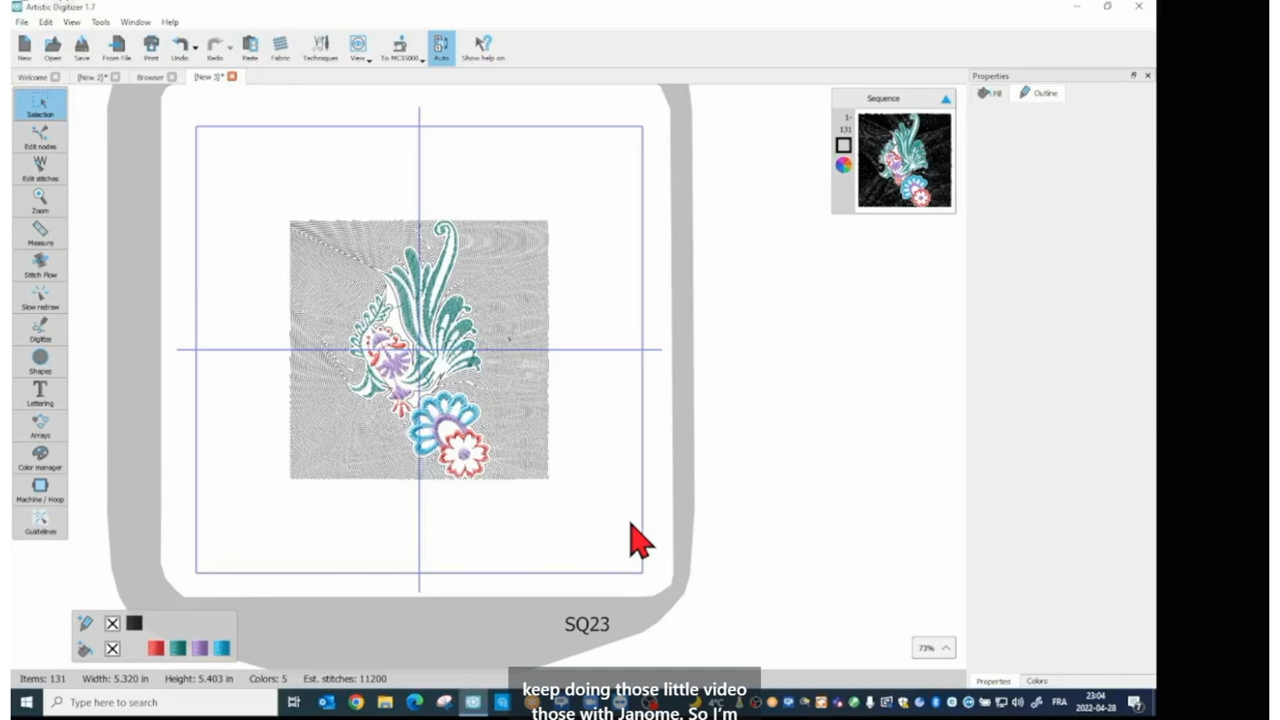 Artistic Digitizer 1.7
File Edit View Tools Window Help
New Open Save From File Print Undo Redo Paste Fabric Techniques View To MC15000 Auto Show help on
Welcome [New 2]* Browser [New 3]*
Selection
Edit nodes
Edit stitches
Zoom
Measure
Stitch Flow
Slow redraw
Digitize
Shapes
Lettering
Arrays
Color manager
Machine / Hoop
Guidelines
Sequence
1-
131
Properties
Fill Outline
SQ23
73%
Items: 131 Width: 5.320 in Height: 5.403 in Colors: 5 Est. stitches: 11200
Properties Colors
keep doing those little video
those with Janome. So I'm
Type here to search
4°C
FRA
23:04
2022-04-28